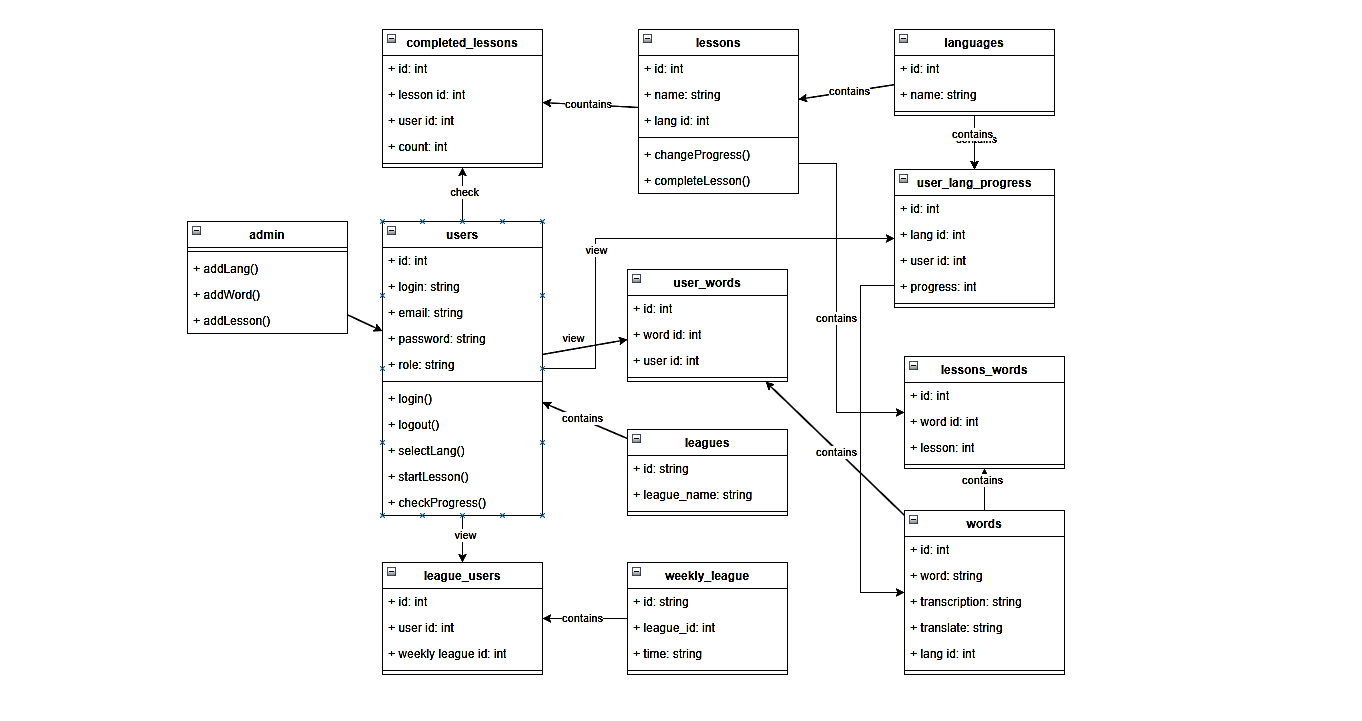 completed_lessons
+ id: int
+ lesson id: int
+ user id: int
+ count: int
lessons
+ id: int
+ name: string
+ lang id: int
+ changeProgress()
+ completeLesson()
languages
+ id: int
+ name: string
countains
contains
contains
contains
check
user_lang_progress
+ id: int
+ lang id: int
+ user id: int
+ progress: int
admin
+ addLang()
+ addWord()
+ addLesson()
users
+ id: int
+ login: string
+ email: string
+ password: string
+ role: string
+ login()
+ logout()
+ selectLang()
+ startLesson()
+ checkProgress()
view
view
user_words
+ id: int
+ word id: int
+ user id: int
contains
lessons_words
+ id: int
+ word id: int
+ lesson: int
contains
leagues
+ id: string
+ league_name: string
contains
contains
words
+ id: int
+ word: string
+ transcription: string
+ translate: string
+ lang id: int
view
league_users
+ id: int
+ user id: int
+ weekly league id: int
contains
weekly_league
+ id: string
+ league_id: int
+ time: string